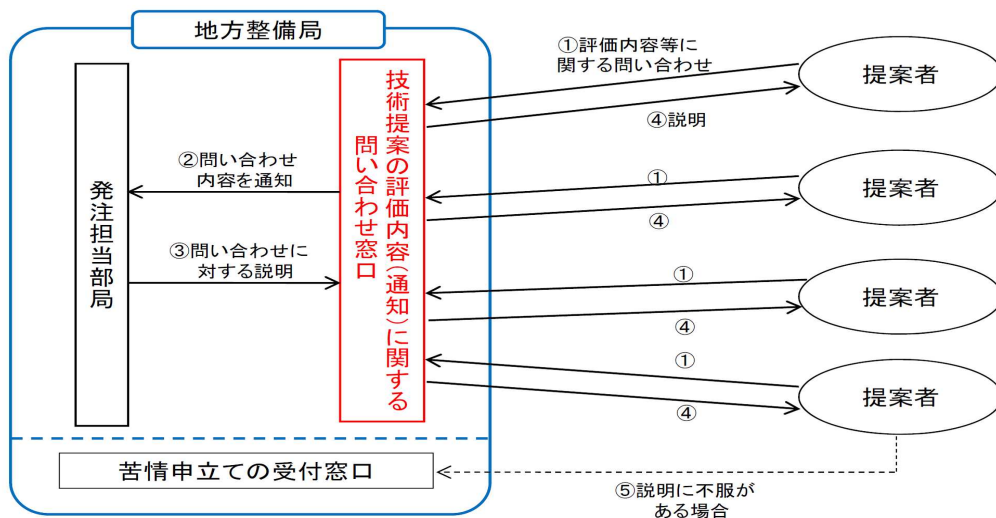 地方整備局
発注担当部局
②問い合わせ
内容を通知
③問い合わせに
対する説明
技術提案の評価内容(通知)に関する
問い合わせ窓口
①評価内容等に
関する問い合わせ
④説明
提案者
①
④
提案者
①
④
提案者
①
④
提案者
苦情申立ての受付窓口
⑤説明に不服が
ある場合